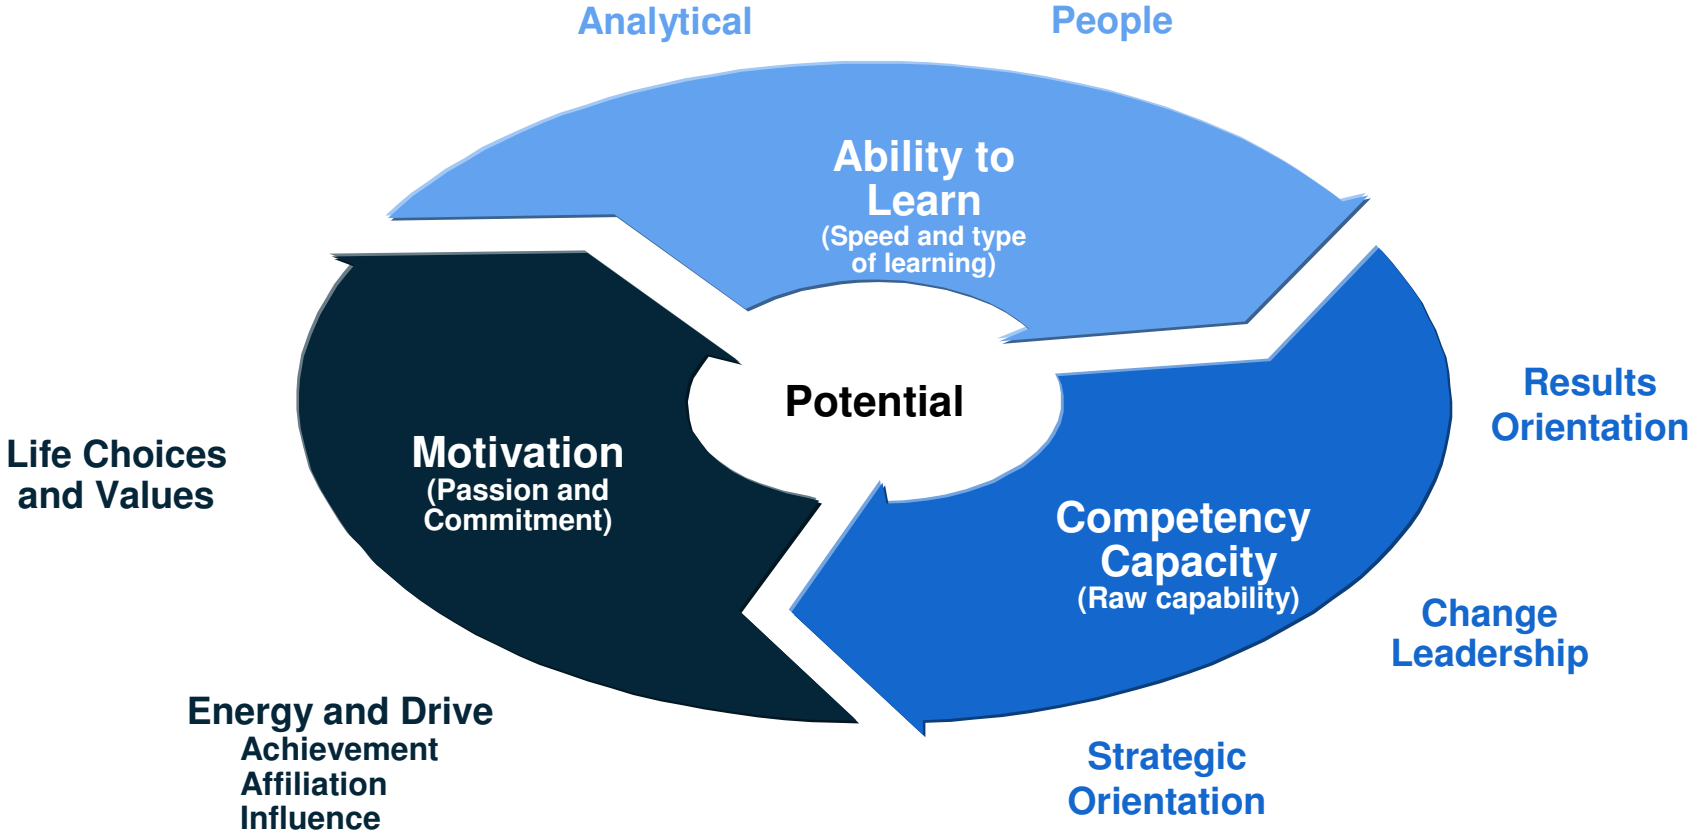 Analytical
People
Ability to
Learn
(Speed and type
of learning)
Potential
Results
Orientation
Life Choices
and Values
Motivation
(Passion and
Commitment)
Competency
Capacity
(Raw capability)
Change
Leadership
Energy and Drive
Achievement
Affiliation
Influence
Strategic
Orientation